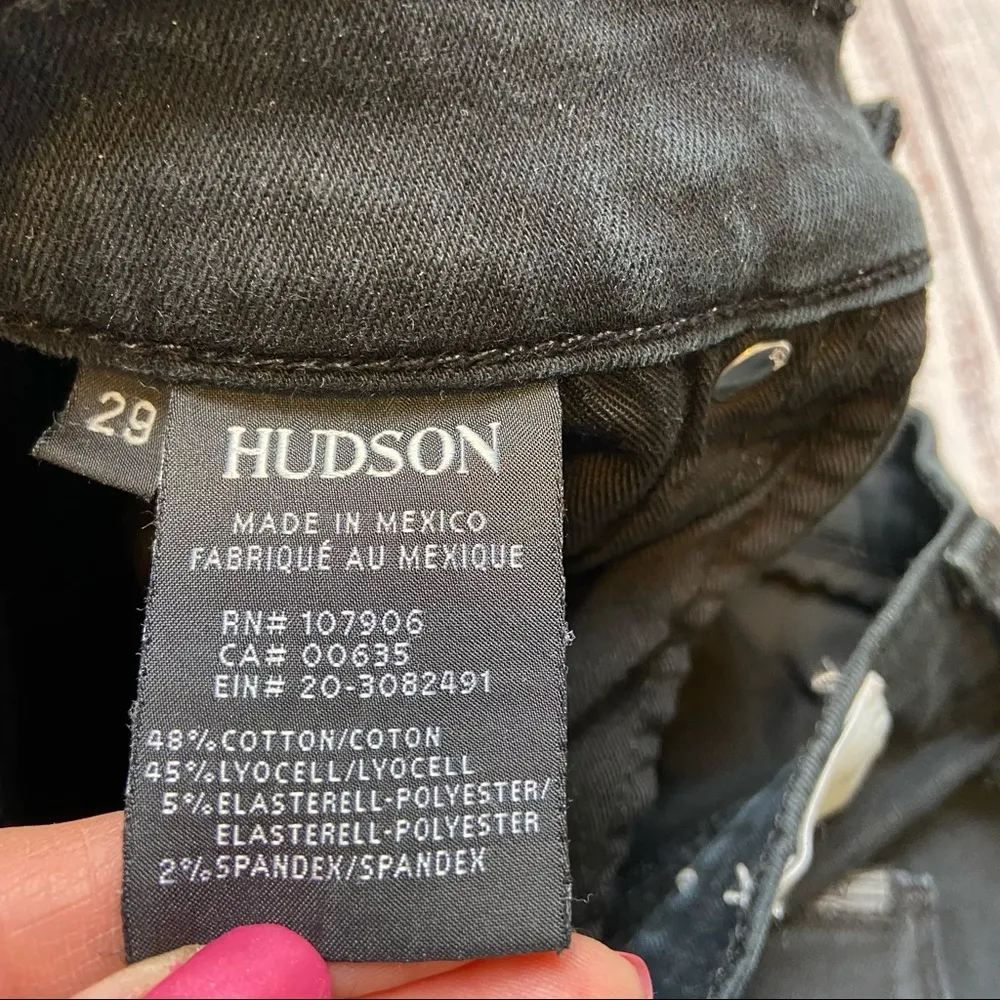 29
HUDSON
MADE IN MEXICO
FABRIQUÉ AU MEXIQUE
RN# 107906
CA# 00635
EIN# 20-3082491
48% COTTON/COTON
45% LYOCELL/LYOCELL
5% ELASTERELL-POLYESTER/
ELASTERELL-POLYESTER
2% SPANDEX/SPANDEX